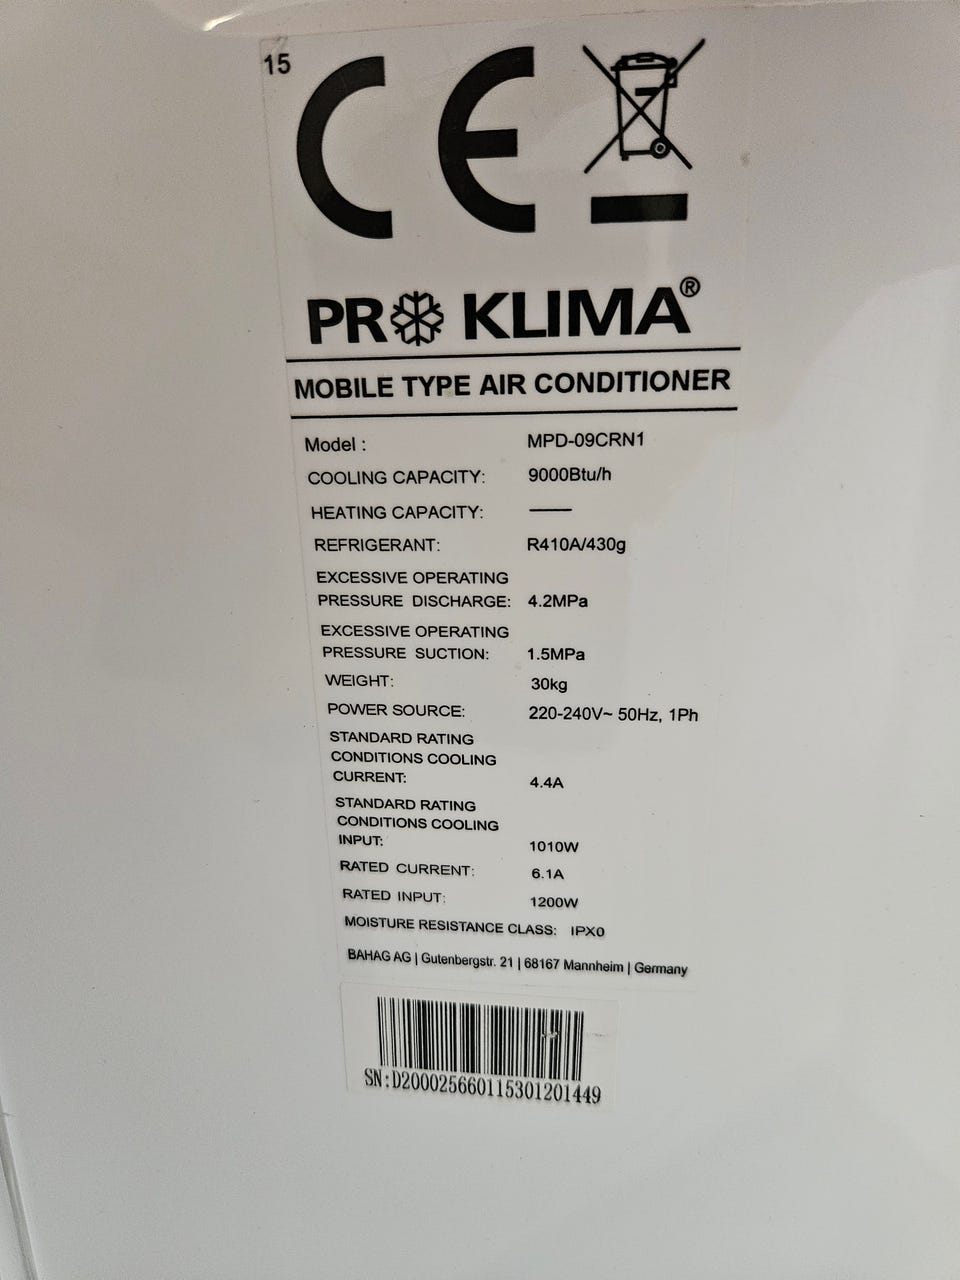 15
CE
PRO KLIMA®
MOBILE TYPE AIR CONDITIONER
Model : MPD-09CRN1
COOLING CAPACITY: 9000Btu/h
HEATING CAPACITY: ——
REFRIGERANT: R410A/430g
EXCESSIVE OPERATING
PRESSURE DISCHARGE: 4.2MPa
EXCESSIVE OPERATING
PRESSURE SUCTION: 1.5MPa
WEIGHT: 30kg
POWER SOURCE: 220-240V~ 50Hz, 1Ph
STANDARD RATING
CONDITIONS COOLING
CURRENT: 4.4A
STANDARD RATING
CONDITIONS COOLING
INPUT: 1010W
RATED CURRENT: 6.1A
RATED INPUT: 1200W
MOISTURE RESISTANCE CLASS: IPX0
BAHAG AG | Gutenbergstr. 21 | 68167 Mannheim | Germany
SN:D200025660115301201449